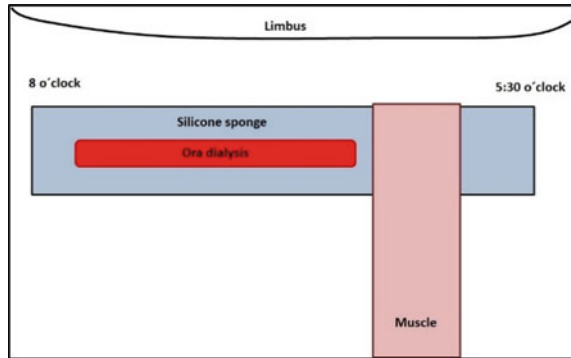 Limbus
8 o´clock
5:30 o´clock
Silicone sponge
Ora dialysis
Muscle